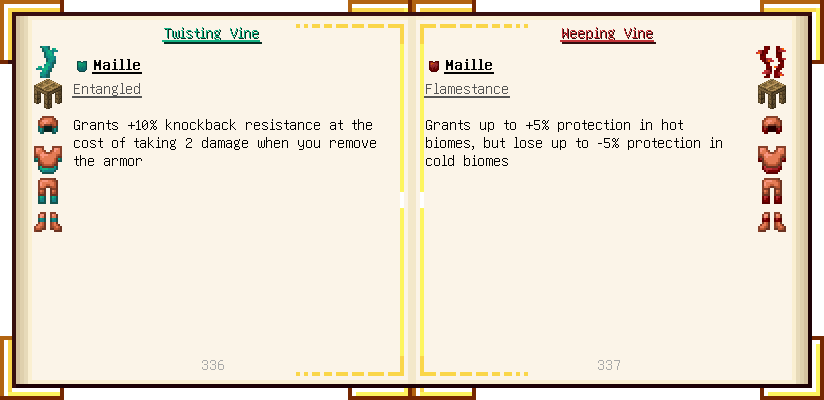 Twisting Vine
Maille
Entangled
Grants +10% knockback resistance at the
cost of taking 2 damage when you remove
the armor
336
Weeping Vine
Maille
Flamestance
Grants up to +5% protection in hot
biomes, but lose up to -5% protection in
cold biomes
337